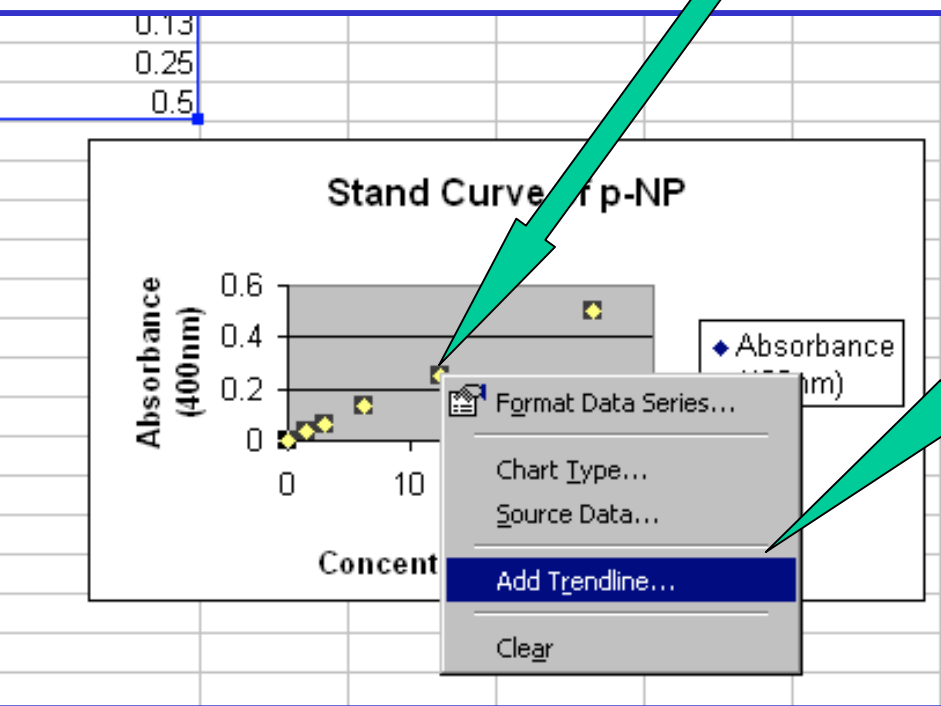 0.13
0.25
0.5
Stand Curve of p-NP
Absorbance
(400nm)
0.6
0.4
0.2
0
0
10
Absorbance
nm)
Format Data Series...
Chart Type...
Source Data...
Add Trendline...
Clear